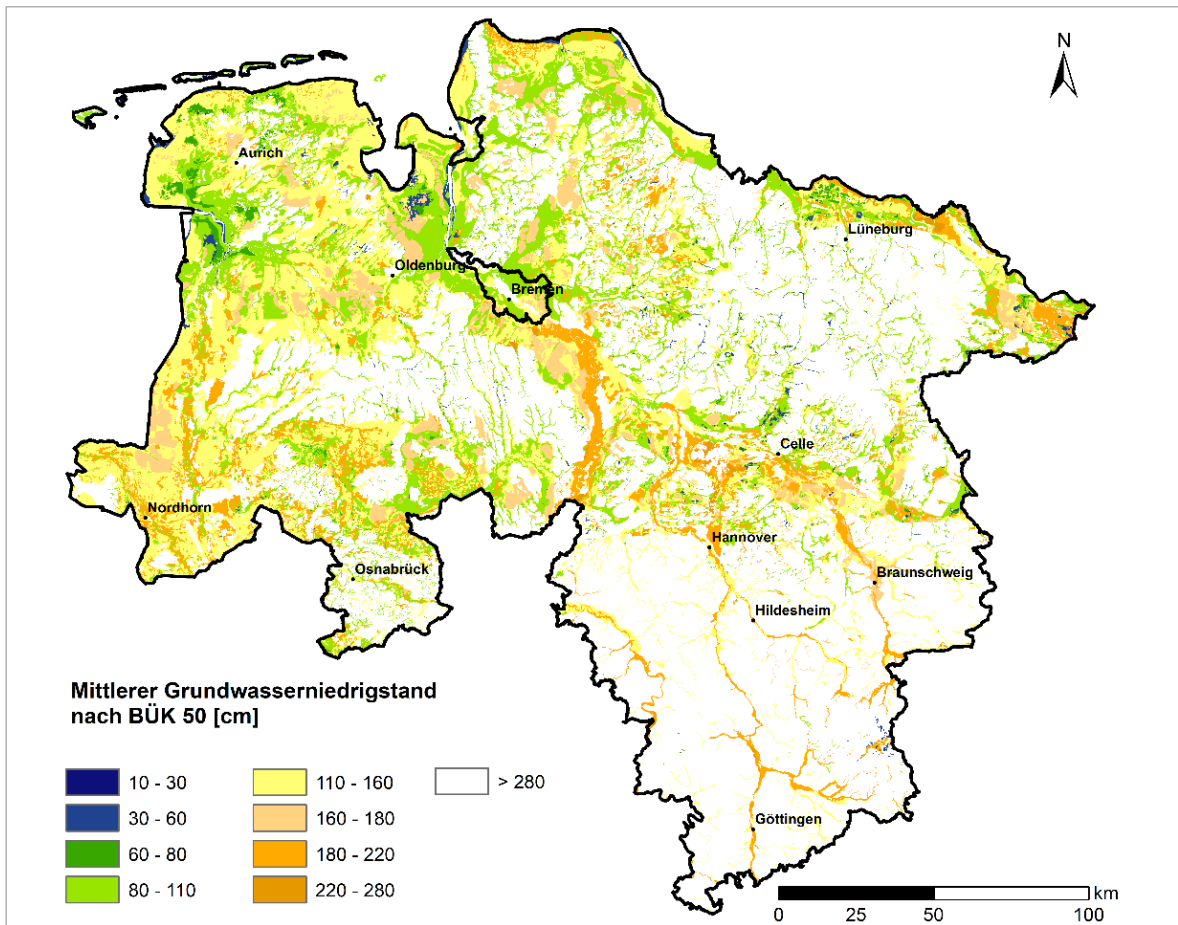 N
Aurich
Lüneburg
Oldenburg
Bremen
Celle
Nordhorn
Hannover
Osnabrück
Braunschweig
Hildesheim
Göttingen
Mittlerer Grundwasserniedrigstand
nach BÜK 50 [cm]
10 - 30
30 - 60
60 - 80
80 - 110
110 - 160
160 - 180
180 - 220
220 - 280
> 280
km
0 25 50 100